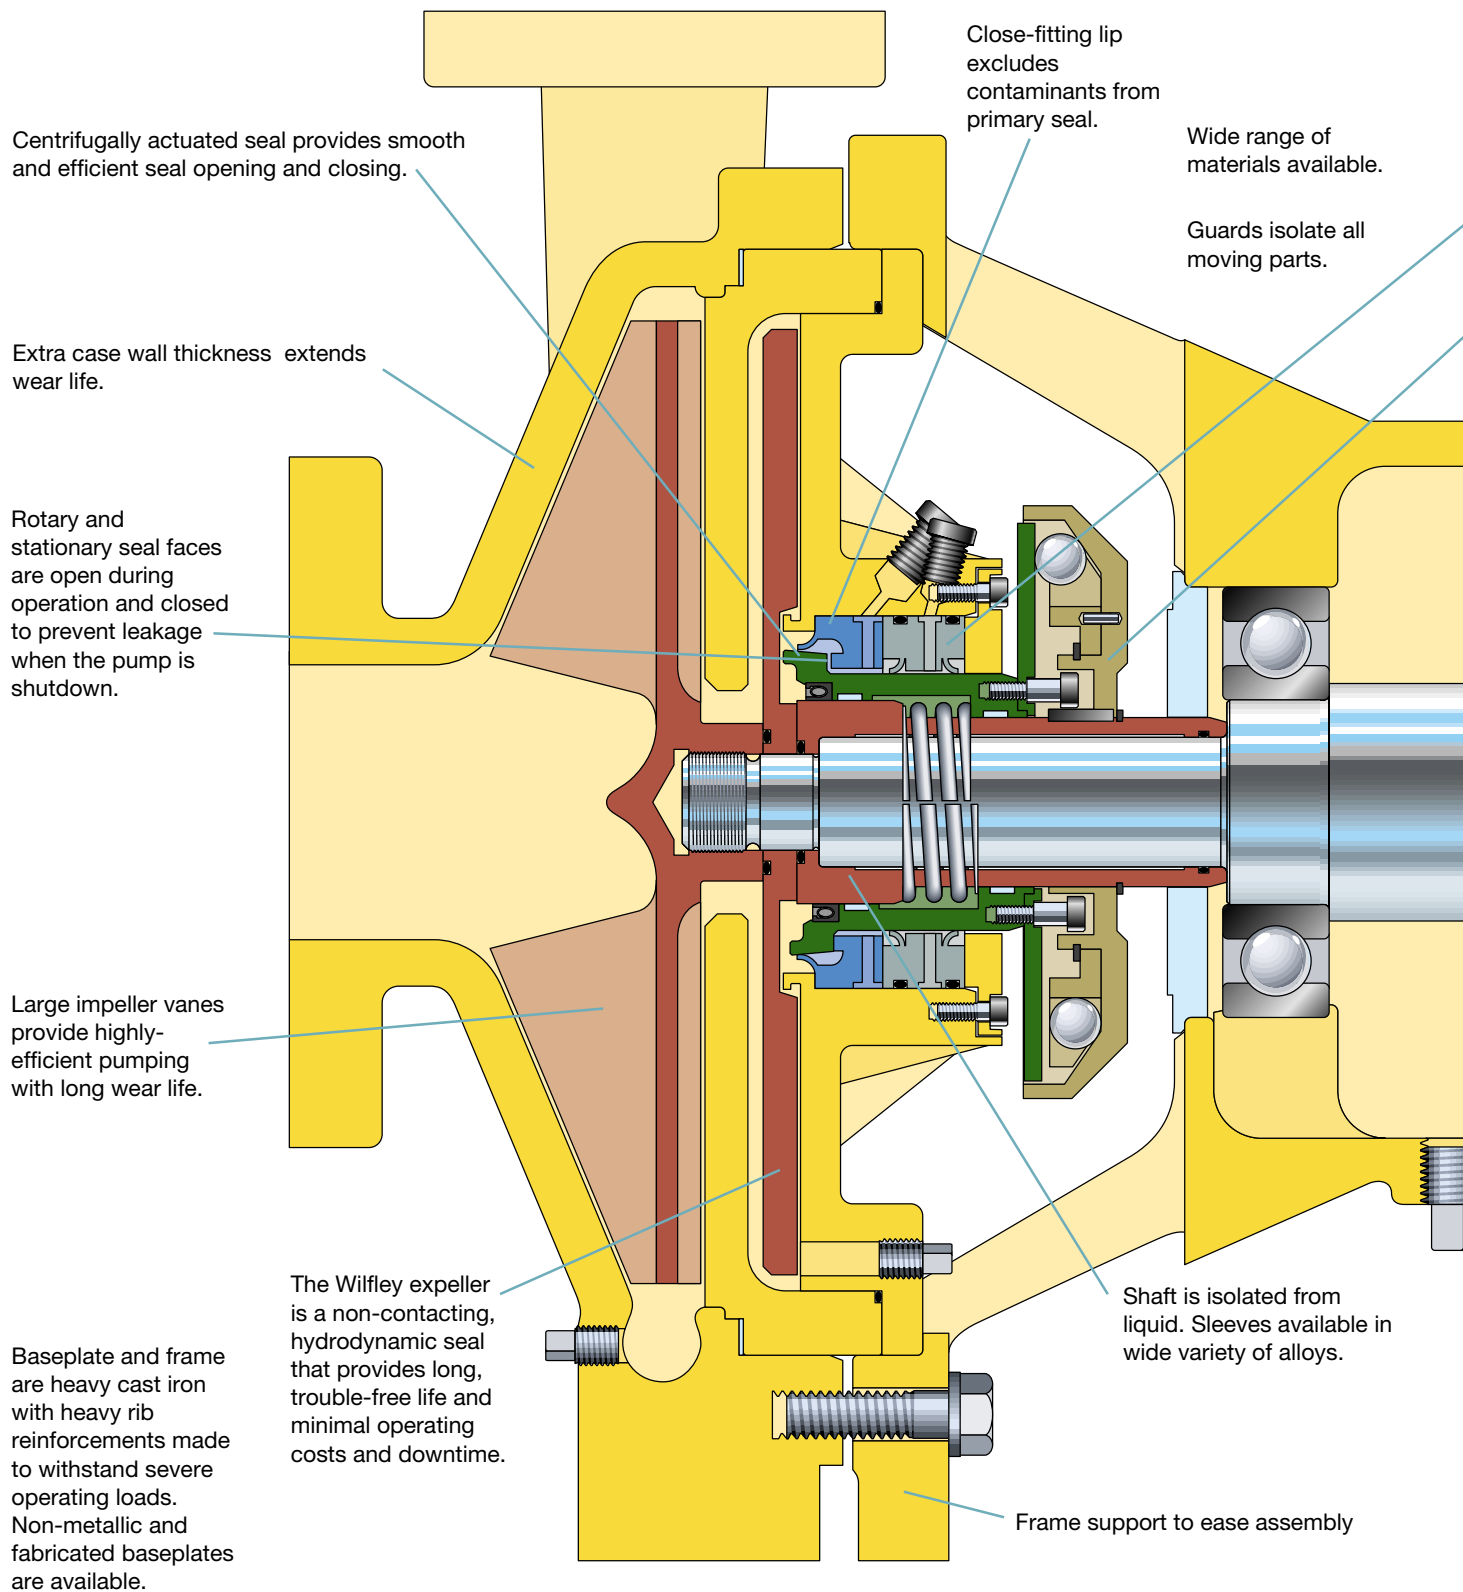 Close-fitting lip
excludes
contaminants from
primary seal.
Centrifugally actuated seal provides smooth
and efficient seal opening and closing.
Wide range of
materials available.
Guards isolate all
moving parts.
Extra case wall thickness  extends
wear life.
Rotary and
stationary seal faces
are open during
operation and closed
to prevent leakage
when the pump is
shutdown.
Large impeller vanes
provide highly-
efficient pumping
with long wear life.
The Wilfley expeller
is a non-contacting,
hydrodynamic seal
that provides long,
trouble-free life and
minimal operating
costs and downtime.
Shaft is isolated from
liquid. Sleeves available in
wide variety of alloys.
Baseplate and frame
are heavy cast iron
with heavy rib
reinforcements made
to withstand severe
operating loads.
Non-metallic and
fabricated baseplates
are available.
Frame support to ease assembly